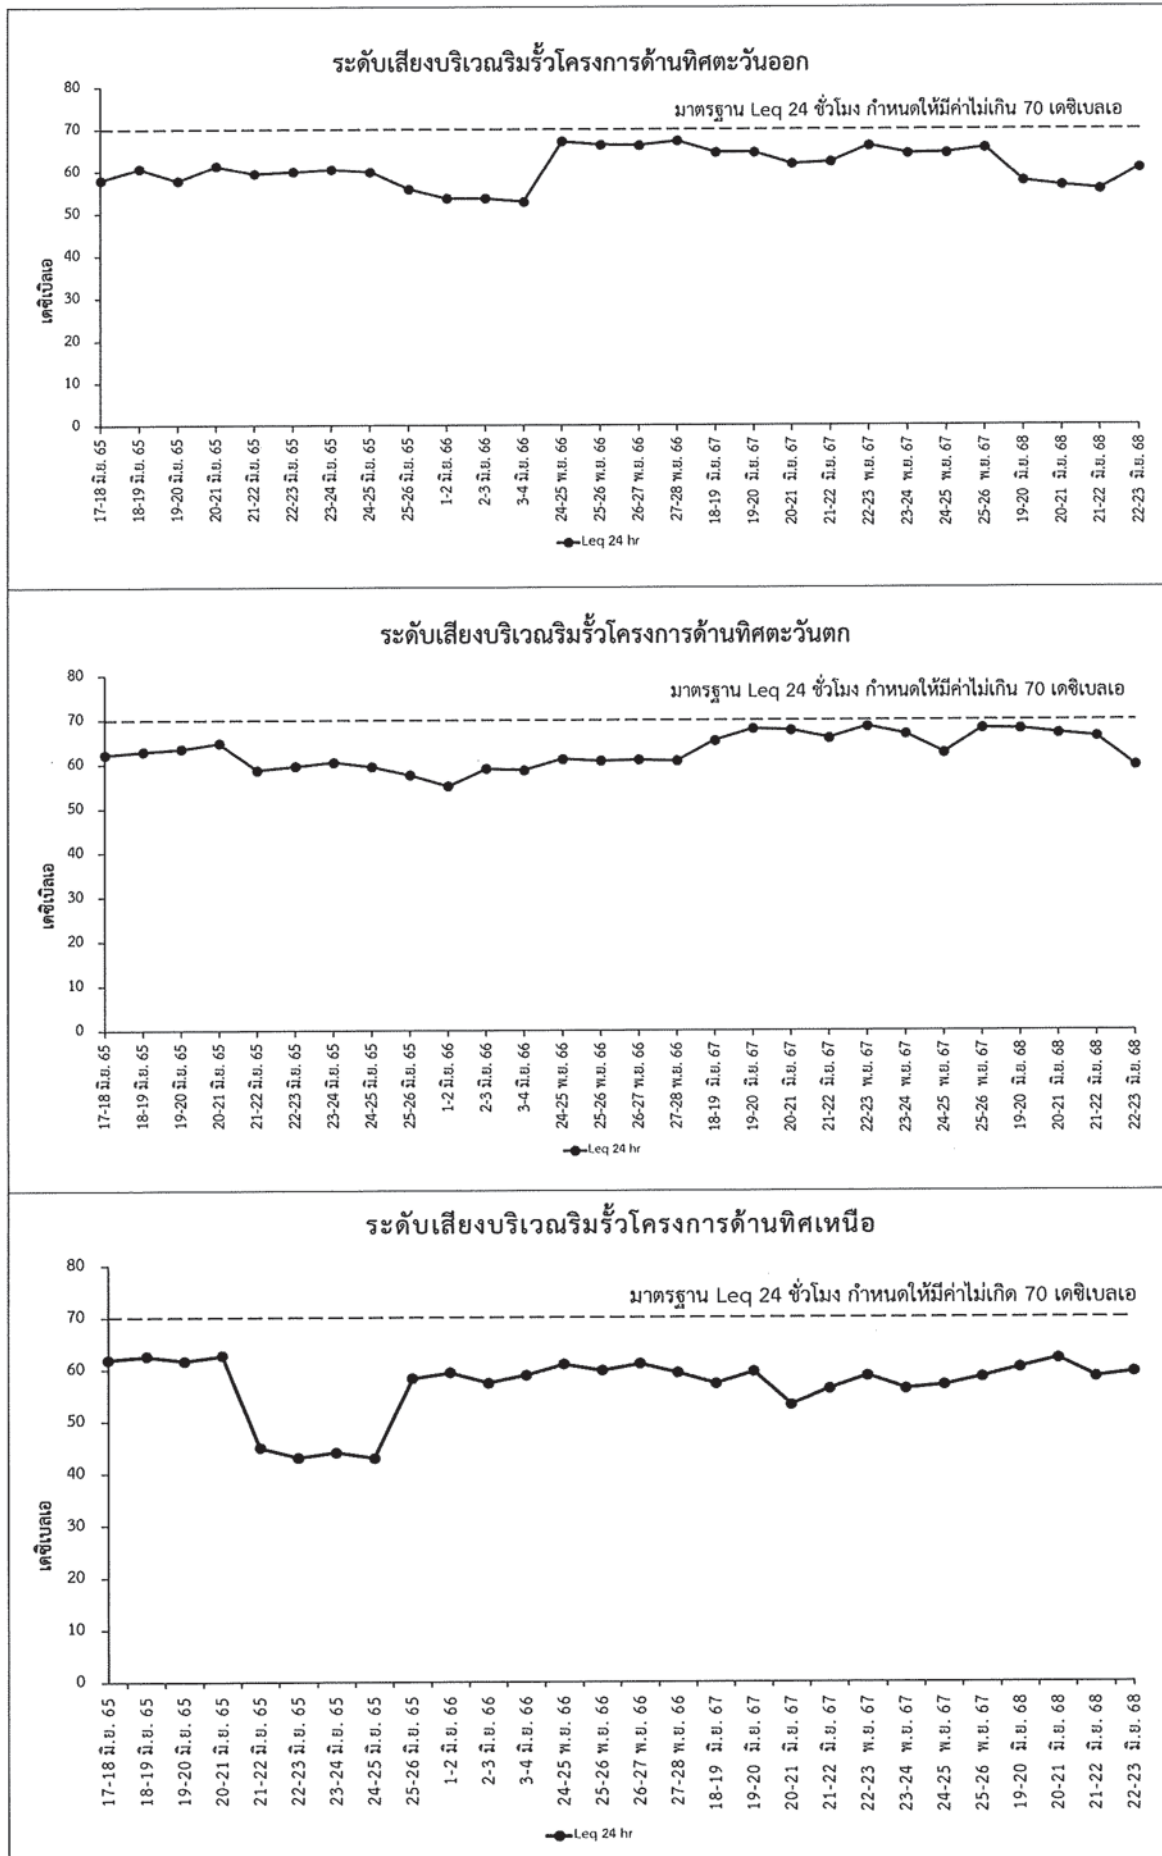 ระดับเสียงบริเวณริมรั้วโครงการด้านทิศตะวันออก
มาตรฐาน Leq 24 ชั่วโมง กำหนดให้มีค่าไม่เกิน 70 เดซิเบลเอ
80
70
60
50
40
30
20
10
0
เดซิเบิลเอ
17-18 มิ.ย. 65
18-19 มิ.ย. 65
19-20 มิ.ย. 65
20-21 มิ.ย. 65
21-22 มิ.ย. 65
22-23 มิ.ย. 65
23-24 มิ.ย. 65
24-25 มิ.ย. 65
25-26 มิ.ย. 65
1-2 มิ.ย. 66
2-3 มิ.ย. 66
3-4 มิ.ย. 66
24-25 พ.ย. 66
25-26 พ.ย. 66
26-27 พ.ย. 66
27-28 พ.ย. 66
18-19 มิ.ย. 67
19-20 มิ.ย. 67
20-21 มิ.ย. 67
21-22 มิ.ย. 67
22-23 พ.ย. 67
23-24 พ.ย. 67
24-25 พ.ย. 67
25-26 พ.ย. 67
19-20 มิ.ย. 68
20-21 มิ.ย. 68
21-22 มิ.ย. 68
22-23 มิ.ย. 68
Leq 24 hr
ระดับเสียงบริเวณริมรั้วโครงการด้านทิศตะวันตก
มาตรฐาน Leq 24 ชั่วโมง กำหนดให้มีค่าไม่เกิน 70 เดซิเบลเอ
80
70
60
50
40
30
20
10
0
เดซิเบิลเอ
17-18 มิ.ย. 65
18-19 มิ.ย. 65
19-20 มิ.ย. 65
20-21 มิ.ย. 65
21-22 มิ.ย. 65
22-23 มิ.ย. 65
23-24 มิ.ย. 65
24-25 มิ.ย. 65
25-26 มิ.ย. 65
1-2 มิ.ย. 66
2-3 มิ.ย. 66
3-4 มิ.ย. 66
24-25 พ.ย. 66
25-26 พ.ย. 66
26-27 พ.ย. 66
27-28 พ.ย. 66
18-19 มิ.ย. 67
19-20 มิ.ย. 67
20-21 มิ.ย. 67
21-22 มิ.ย. 67
22-23 พ.ย. 67
23-24 พ.ย. 67
24-25 พ.ย. 67
25-26 พ.ย. 67
19-20 มิ.ย. 68
20-21 มิ.ย. 68
21-22 มิ.ย. 68
22-23 มิ.ย. 68
Leq 24 hr
ระดับเสียงบริเวณริมรั้วโครงการด้านทิศเหนือ
มาตรฐาน Leq 24 ชั่วโมง กำหนดให้มีค่าไม่เกิด 70 เดซิเบลเอ
80
70
60
50
40
30
20
10
0
เดซิเบลเอ
17-18 มิ.ย. 65
18-19 มิ.ย. 65
19-20 มิ.ย. 65
20-21 มิ.ย. 65
21-22 มิ.ย. 65
22-23 มิ.ย. 65
23-24 มิ.ย. 65
24-25 มิ.ย. 65
25-26 มิ.ย. 65
1-2 มิ.ย. 66
2-3 มิ.ย. 66
3-4 มิ.ย. 66
24-25 พ.ย. 66
25-26 พ.ย. 66
26-27 พ.ย. 66
27-28 พ.ย. 66
18-19 มิ.ย. 67
19-20 มิ.ย. 67
20-21 มิ.ย. 67
21-22 มิ.ย. 67
22-23 พ.ย. 67
23-24 พ.ย. 67
24-25 พ.ย. 67
25-26 พ.ย. 67
19-20 มิ.ย. 68
20-21 มิ.ย. 68
21-22 มิ.ย. 68
22-23 มิ.ย. 68
Leq 24 hr